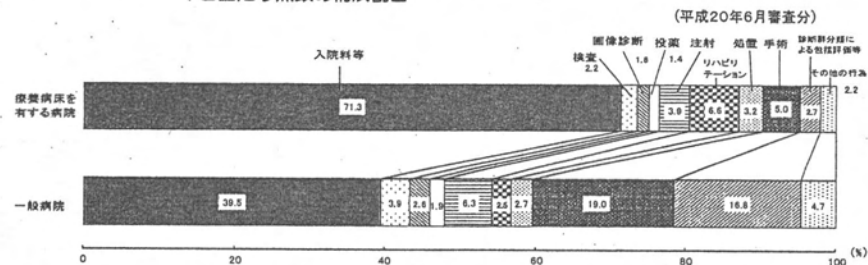 (平成20年6月審査分)
入院料等
検査
2.2
画像診断
1.6
投薬
1.4
注射
リハビリ
テーション
処置
手術
診断群分類に
よる包括評価等
その他の行為
2.2
療養病床を
有する病院
71.3
3.9
6.6
3.2
5.0
2.7
一般病院
39.5
3.9
2.8
1.9
6.3
2.5
2.7
19.0
16.8
4.7
0
20
40
60
80
100
(%)